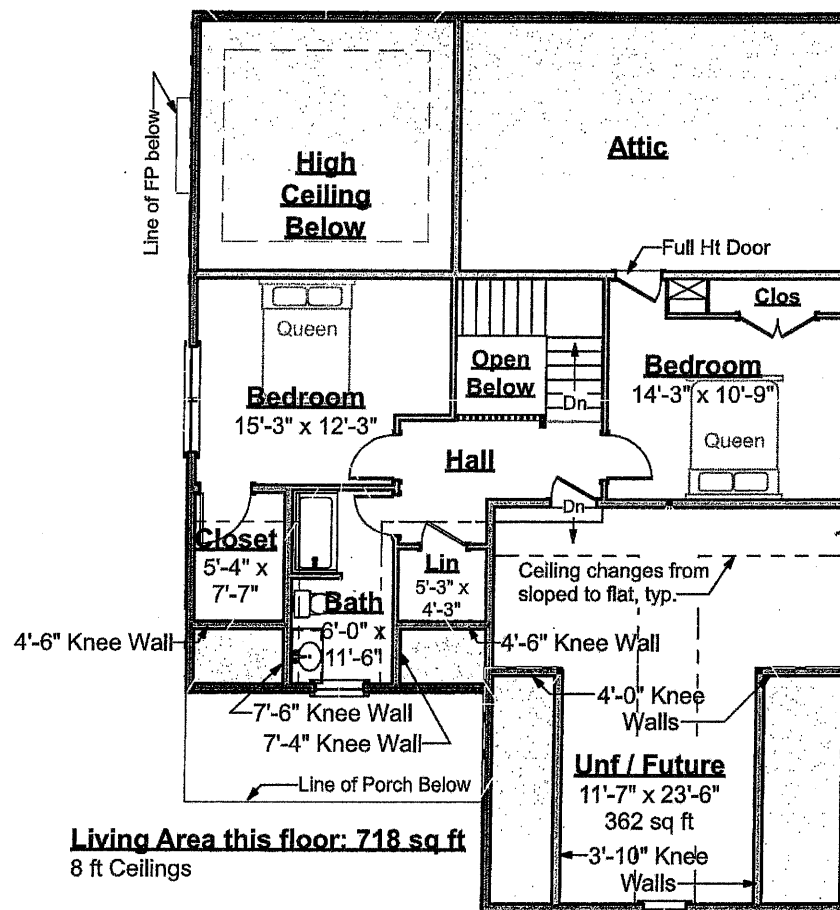 Line of FP below
High
Ceiling
Below
Attic
Full Ht Door
Clos
Queen
Bedroom
15'-3" x 12'-3"
Open
Below
Dn
Bedroom
14'-3" x 10'-9"
Queen
Hall
Dn
Closet
5'-4" x
7'-7"
Lin
5'-3" x
4'-3"
Bath
6'-0" x
11'-6"
Ceiling changes from
sloped to flat, typ.
4'-6" Knee Wall
4'-6" Knee Wall
7'-6" Knee Wall
7'-4" Knee Wall
4'-0" Knee
Walls
Line of Porch Below
Unf / Future
11'-7" x 23'-6"
362 sq ft
3'-10" Knee
Walls
Living Area this floor: 718 sq ft
8 ft Ceilings